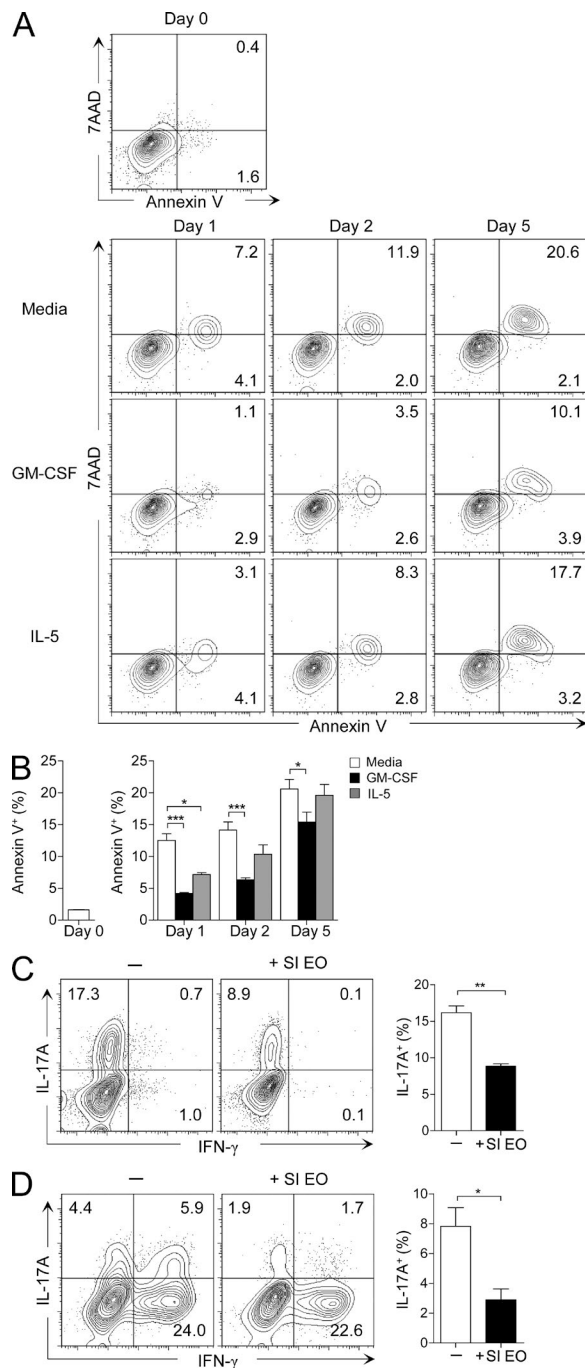 A
Day 0
0.4
7AAD
1.6
Annexin V
Day 1 Day 2 Day 5
7.2 11.9 20.6
Media
4.1 2.0 2.1
1.1 3.5 10.1
GM-CSF
7AAD
2.9 2.6 3.9
3.1 8.3 17.7
IL-5
4.1 2.8 3.2
Annexin V
B
Annexin V⁺ (%)
25
20
15
10
5
0
Day 0
Annexin V⁺ (%)
25
20
15
10
5
0
*
***
***
*
Day 1 Day 2 Day 5
Media
GM-CSF
IL-5
C
– + SI EO
17.3 0.7 8.9 0.1
IL-17A
1.0 0.1
IFN-γ
IL-17A⁺ (%)
20
15
10
5
0
**
– +SI EO
D
– + SI EO
4.4 5.9 1.9 1.7
IL-17A
24.0 22.6
IFN-γ
IL-17A⁺ (%)
10
8
6
4
2
0
*
– +SI EO